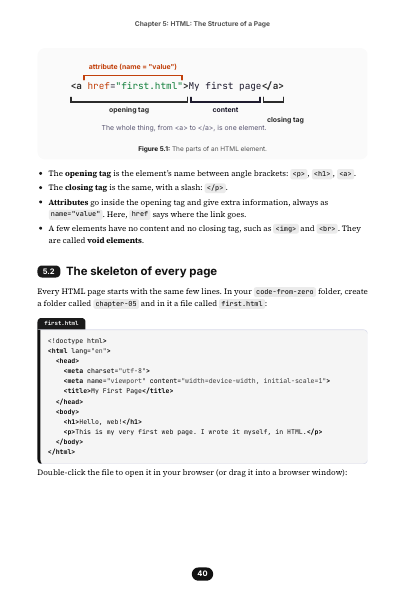 Chapter 5: HTML: The Structure of a Page
attribute (name = "value")
<a href="first.html">My first page</a>
opening tag
content
closing tag
The whole thing, from <a> to </a>, is one element.
Figure 5.1: The parts of an HTML element.
• The opening tag is the element's name between angle brackets: <p>, <h1>, <a>.
• The closing tag is the same, with a slash: </p>.
• Attributes go inside the opening tag and give extra information, always as
name="value". Here, href says where the link goes.
• A few elements have no content and no closing tag, such as <img> and <br>. They
are called void elements.
5.2 The skeleton of every page
Every HTML page starts with the same few lines. In your code-from-zero folder, create
a folder called chapter-05 and in it a file called first.html:
first.html
<!doctype html>
<html lang="en">
  <head>
    <meta charset="utf-8">
    <meta name="viewport" content="width=device-width, initial-scale=1">
    <title>My First Page</title>
  </head>
  <body>
    <h1>Hello, web!</h1>
    <p>This is my very first web page. I wrote it myself, in HTML.</p>
  </body>
</html>
Double-click the file to open it in your browser (or drag it into a browser window):
40